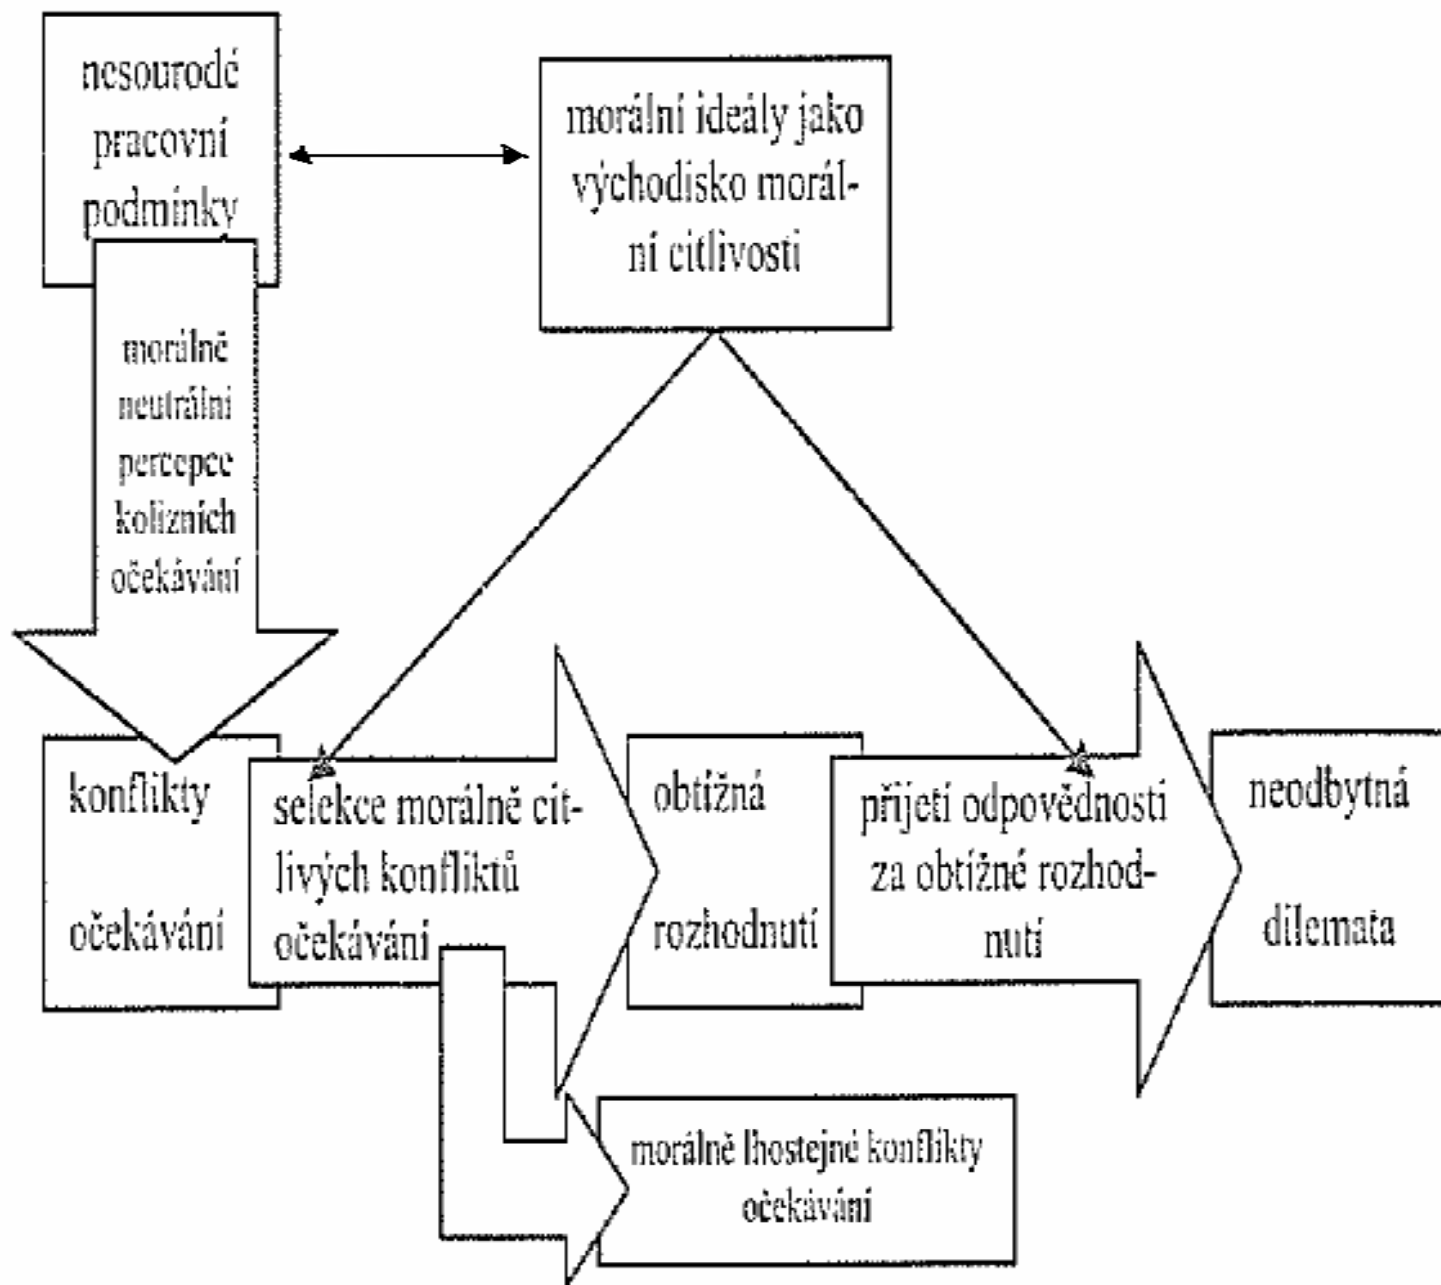 nesourodé
pracovní
podmínky
morální ideály jako
východisko morál-
ní citlivosti
morálně
neutrální
percepce
kolizních
očekávání
konflikty
očekávání
selekce morálně cit-
livých konfliktů
očekávání
obtížná
rozhodnutí
přijetí odpovědnosti
za obtížné rozhod-
nutí
neodbytná
dilemata
morálně lhostejné konflikty
očekávání